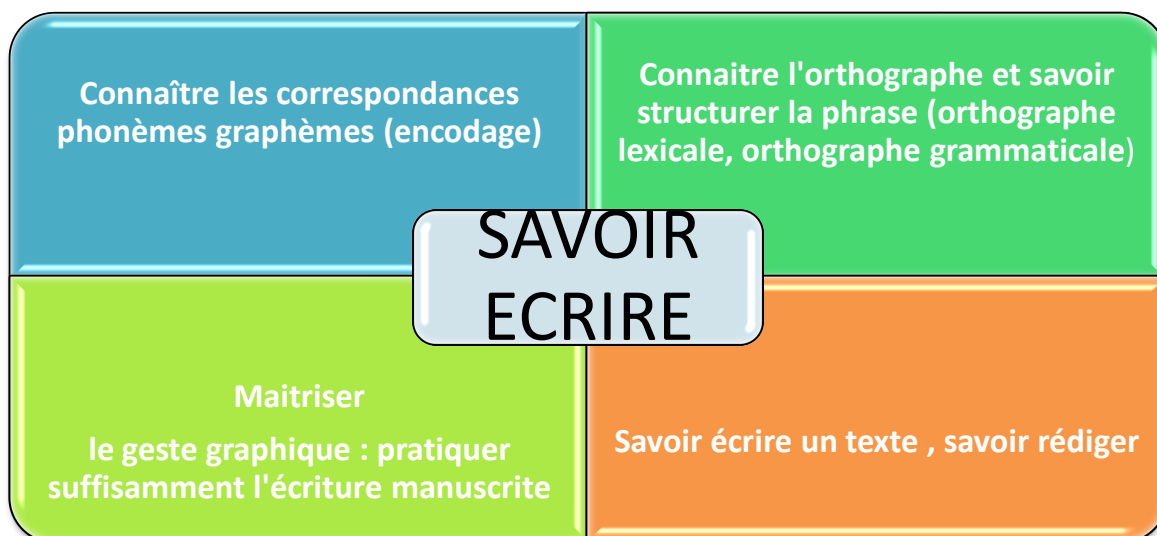 Connaître les correspondances
phonèmes graphèmes (encodage)
Connaitre l'orthographe et savoir
structurer la phrase (orthographe
lexicale, orthographe grammaticale)
SAVOIR
ECRIRE
Maitriser
le geste graphique : pratiquer
suffisamment l'écriture manuscrite
Savoir écrire un texte , savoir rédiger